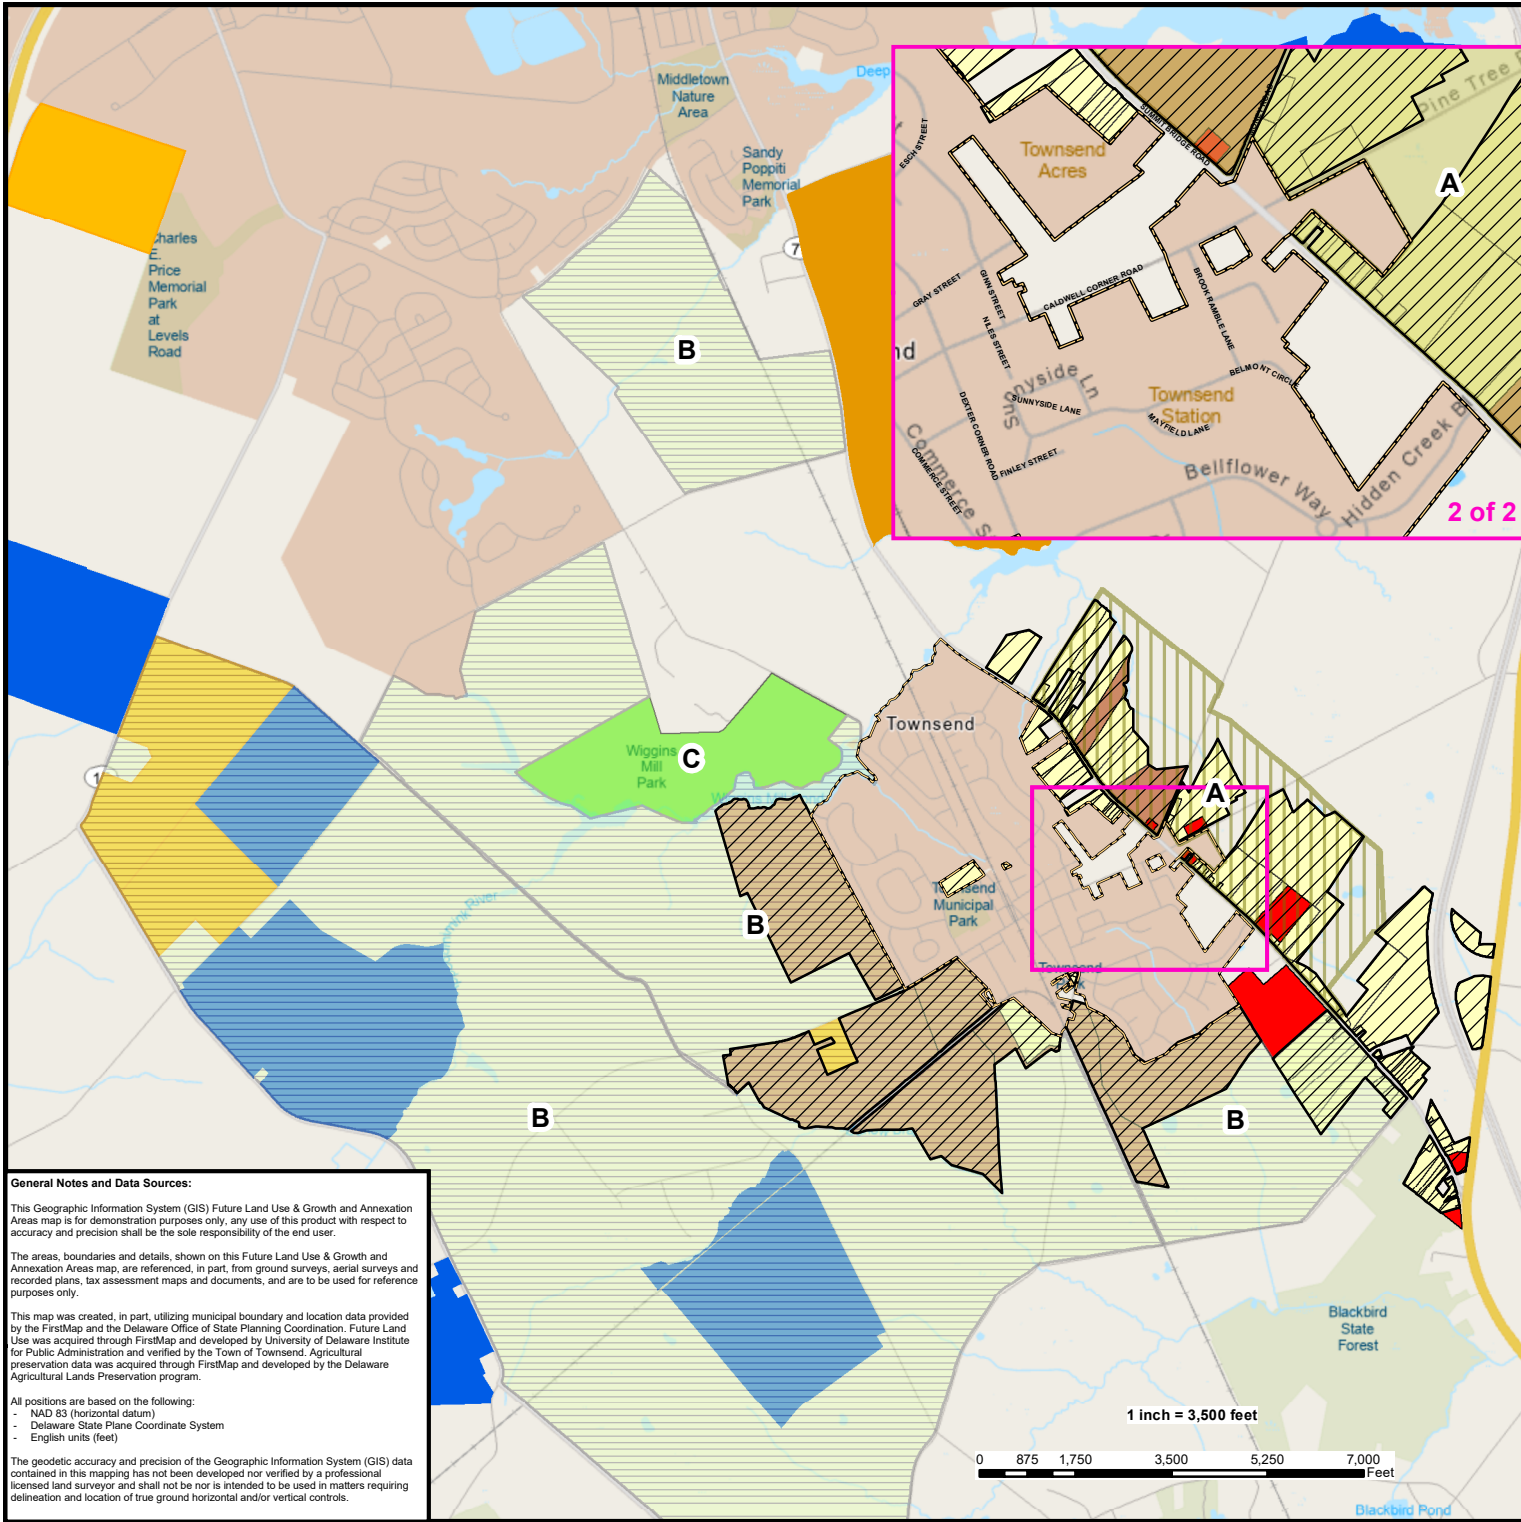 Middletown
Nature
Area
Deep
Sandy
Poppiti
Memorial
Park
7
Charles
E.
Price
Memorial
Park
at
Levels
Road
B
ESCH STREET
Townsend
Acres
SUMMIT BRIDGE ROAD
Pine Tree
A
GRAY STREET
GINN STREET
NILES STREET
CALDWELL CORNER ROAD
BROOK RAMBLE LANE
nd
Sunnyside Ln
SUNNYSIDE LANE
BELMONT CIRCLE
Townsend
Station
MAYFIELD LANE
DEXTER CORNER ROAD
FINLEY STREET
Commerce S
COMMERCE STREET
Bellflower Way
Hidden Creek B
2 of 2
Townsend
Wiggins
Mill
Park
C
1
A
Townsend
Municipal
Park
B
River
Townsend
B
B
General Notes and Data Sources:
This Geographic Information System (GIS) Future Land Use & Growth and Annexation
Areas map is for demonstration purposes only, any use of this product with respect to
accuracy and precision shall be the sole responsibility of the end user.
The areas, boundaries and details, shown on this Future Land Use & Growth and
Annexation Areas map, are referenced, in part, from ground surveys, aerial surveys and
recorded plans, tax assessment maps and documents, and are to be used for reference
purposes only.
This map was created, in part, utilizing municipal boundary and location data provided
by the FirstMap and the Delaware Office of State Planning Coordination. Future Land
Use was acquired through FirstMap and developed by University of Delaware Institute
for Public Administration and verified by the Town of Townsend. Agricultural
preservation data was acquired through FirstMap and developed by the Delaware
Agricultural Lands Preservation program.
All positions are based on the following:
- NAD 83 (horizontal datum)
- Delaware State Plane Coordinate System
- English units (feet)
The geodetic accuracy and precision of the Geographic Information System (GIS) data
contained in this mapping has not been developed nor verified by a professional
licensed land surveyor and shall not be nor is intended to be used in matters requiring
delineation and location of true ground horizontal and/or vertical controls.
Blackbird
State
Forest
1 inch = 3,500 feet
0 875 1,750 3,500 5,250 7,000
Feet
Blackbird Pond